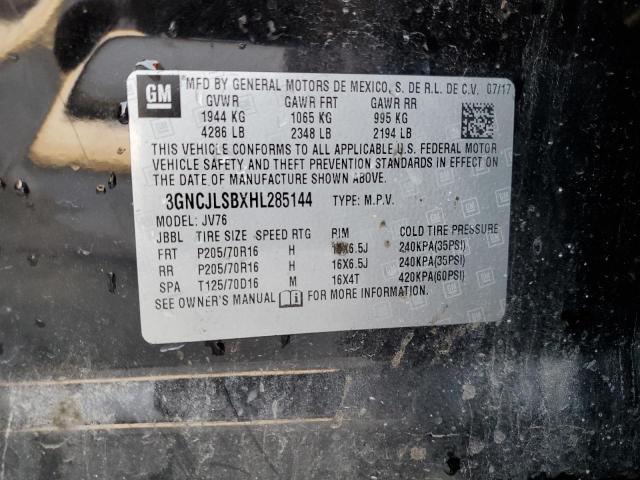 GM MFD BY GENERAL MOTORS DE MEXICO, S. DE R.L. DE C.V. 07/17
GVWR GAWR FRT GAWR RR
1944 KG 1065 KG 995 KG
4286 LB 2348 LB 2194 LB
THIS VEHICLE CONFORMS TO ALL APPLICABLE U.S. FEDERAL MOTOR
VEHICLE SAFETY AND THEFT PREVENTION STANDARDS IN EFFECT ON
THE DATE OF MANUFACTURE SHOWN ABOVE.
3GNCJLSBXHL285144 TYPE: M.P.V.
MODEL: JV76
JBBL TIRE SIZE SPEED RTG RIM COLD TIRE PRESSURE
FRT P205/70R16 H 16X6.5J 240KPA(35PSI)
RR P205/70R16 H 16X6.5J 240KPA(35PSI)
SPA T125/70D16 M 16X4T 420KPA(60PSI)
SEE OWNER'S MANUAL FOR MORE INFORMATION.